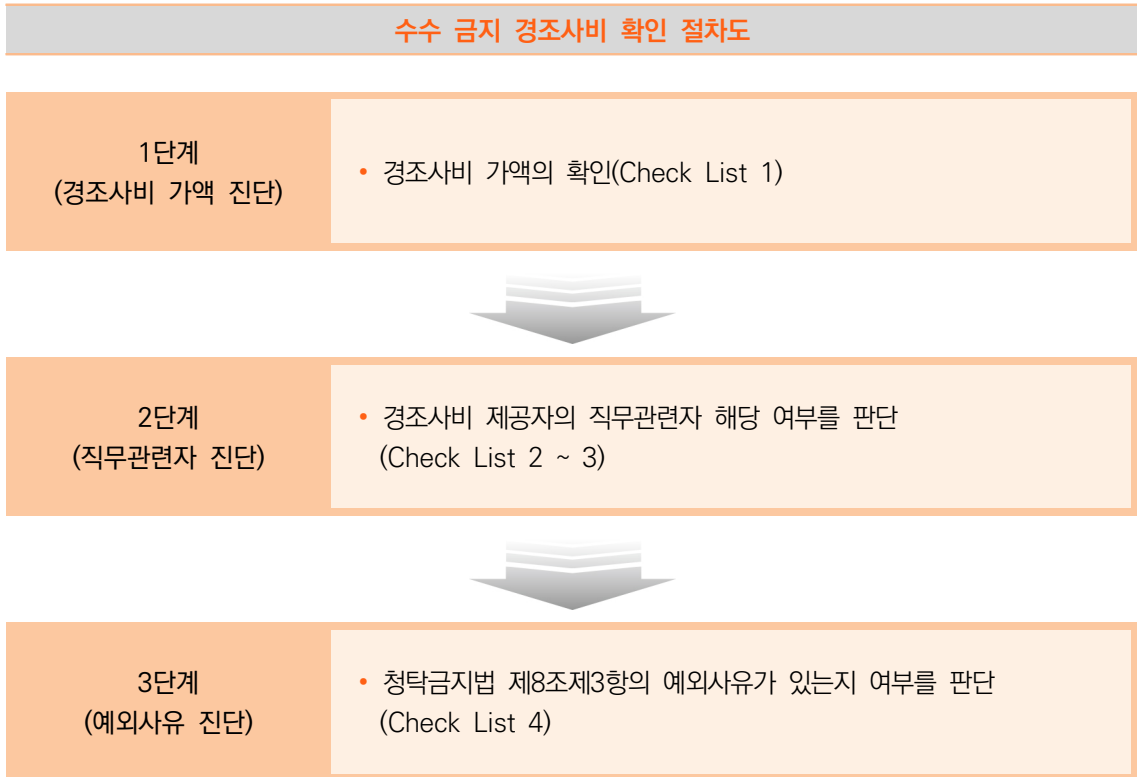 수수 금지 경조사비 확인 절차도
1단계
(경조사비 가액 진단)
• 경조사비 가액의 확인(Check List 1)
2단계
(직무관련자 진단)
• 경조사비 제공자의 직무관련자 해당 여부를 판단
(Check List 2 ~ 3)
3단계
(예외사유 진단)
• 청탁금지법 제8조제3항의 예외사유가 있는지 여부를 판단
(Check List 4)